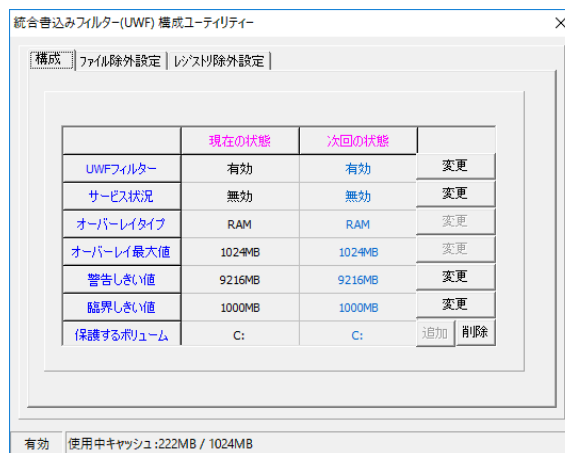 統合書込みフィルター(UWF) 構成ユーティリティー
構成 ファイル除外設定 レジストリ除外設定
現在の状態 次回の状態
UWFフィルター 有効 有効 変更
サービス状況 無効 無効 変更
オーバーレイタイプ RAM RAM 変更
オーバーレイ最大値 1024MB 1024MB 変更
警告しきい値 9216MB 9216MB 変更
臨界しきい値 1000MB 1000MB 変更
保護するボリューム C: C: 追加 削除
有効 使用中キャッシュ:222MB / 1024MB